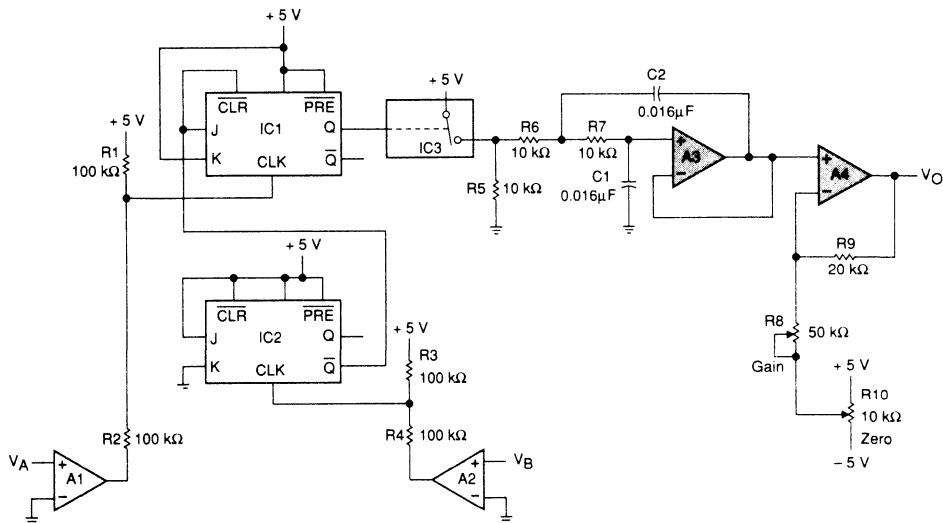 + 5 V
CLR
PRE
J
IC1
Q
K
CLK
Q
+ 5 V
R1
100 kΩ
+ 5 V
IC3
R5
10 kΩ
R6
10 kΩ
R7
10 kΩ
C2
0.016μF
C1
0.016μF
+
−
A3
+
−
A4
VO
R9
20 kΩ
R8
50 kΩ
Gain
+ 5 V
R10
10 kΩ
Zero
− 5 V
+ 5 V
CLR
PRE
J
IC2
Q
K
CLK
Q
+ 5 V
R3
100 kΩ
R4
100 kΩ
R2
100 kΩ
VA
+
−
A1
A2
+
−
VB